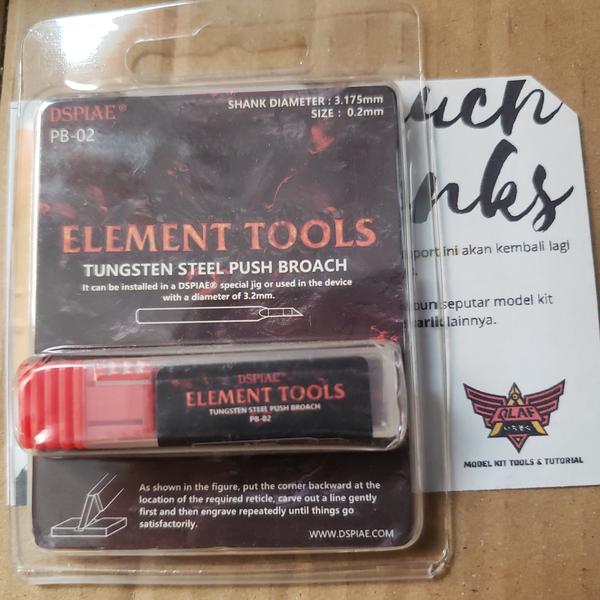 DSPIAE®
PB-02
SHANK DIAMETER : 3.175mm
SIZE : 0.2mm
ELEMENT TOOLS
TUNGSTEN STEEL PUSH BROACH
It can be installed in a DSPIAE® special jig or used in the device
with a diameter of 3.2mm.
DSPIAE
ELEMENT TOOLS
TUNGSTEN STEEL PUSH BROACH
PB-02
As shown in the figure, put the corner backward at the
location of the required reticle, carve out a line gently
first and then engrave repeatedly until things go
satisfactorily.
WWW.DSPIAE.COM
ini akan kembali lagi
seputar model kit
lainnya.
QLAF
MODEL KIT TOOLS & TUTORIAL